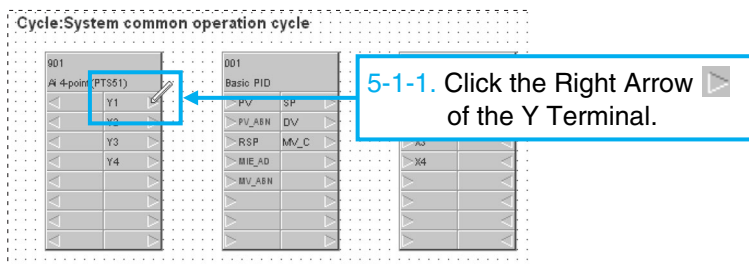 Cycle:System common operation cycle
901
Ai 4-point(PTS51)
Y1
Y2
Y3
Y4
001
Basic PID
PV SP
PV_ABN DV
RSP MV_C
MIE_AD
MV_ABN
5-1-1. Click the Right Arrow
of the Y Terminal.
X3
X4